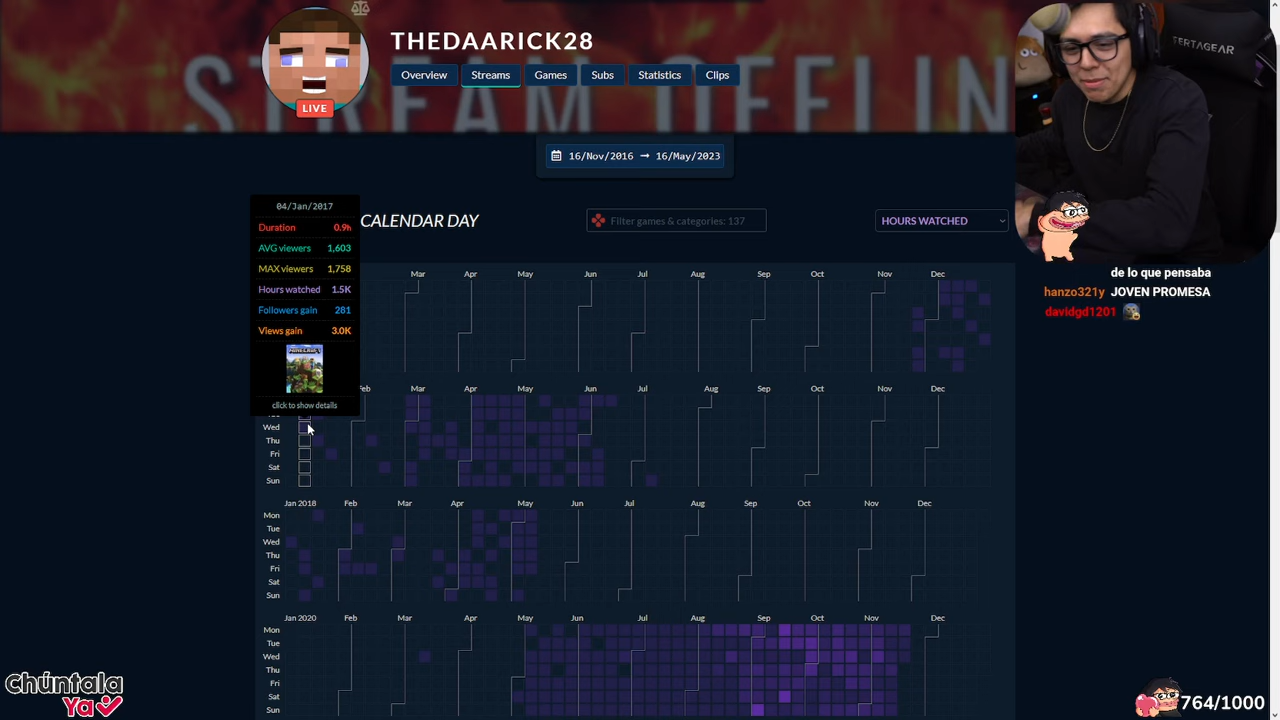 THEDAARICK28
Overview Streams Games Subs Statistics Clips
LIVE
STREAM OFFLIN
TERTAGEAR
16/Nov/2016 → 16/May/2023
CALENDAR DAY
Filter games & categories: 137
HOURS WATCHED
04/Jan/2017
Duration 0.9h
AVG viewers 1,603
MAX viewers 1,758
Hours watched 1.5K
Followers gain 281
Views gain 3.0K
MINECRAFT
click to show details
de lo que pensaba
hanzo321y JOVEN PROMESA
davidgd1201
Mar Apr May Jun Jul Aug Sep Oct Nov Dec
Feb Mar Apr May Jun Jul Aug Sep Oct Nov Dec
Wed
Thu
Fri
Sat
Sun
Jan 2018 Feb Mar Apr May Jun Jul Aug Sep Oct Nov Dec
Mon
Tue
Wed
Thu
Fri
Sat
Sun
Jan 2020 Feb Mar Apr May Jun Jul Aug Sep Oct Nov Dec
Mon
Tue
Wed
Thu
Fri
Sat
Sun
Chúntala
Ya
764/1000